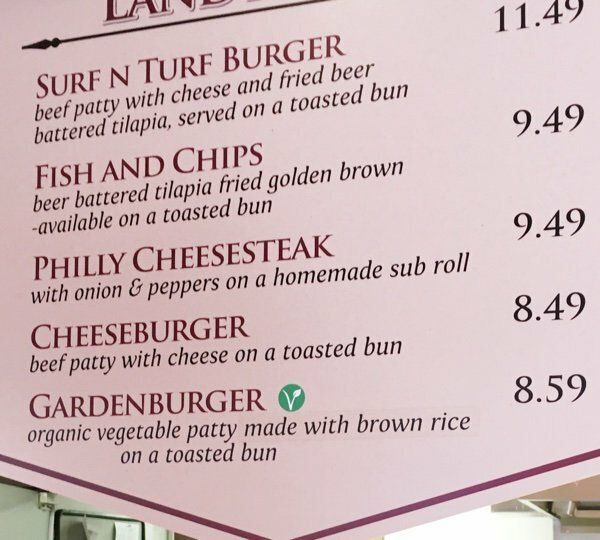 LAND
SURF N TURF BURGER 11.49
beef patty with cheese and fried beer
battered tilapia, served on a toasted bun
FISH AND CHIPS 9.49
beer battered tilapia fried golden brown
-available on a toasted bun
PHILLY CHEESESTEAK 9.49
with onion & peppers on a homemade sub roll
CHEESEBURGER 8.49
beef patty with cheese on a toasted bun
GARDENBURGER 8.59
organic vegetable patty made with brown rice
on a toasted bun